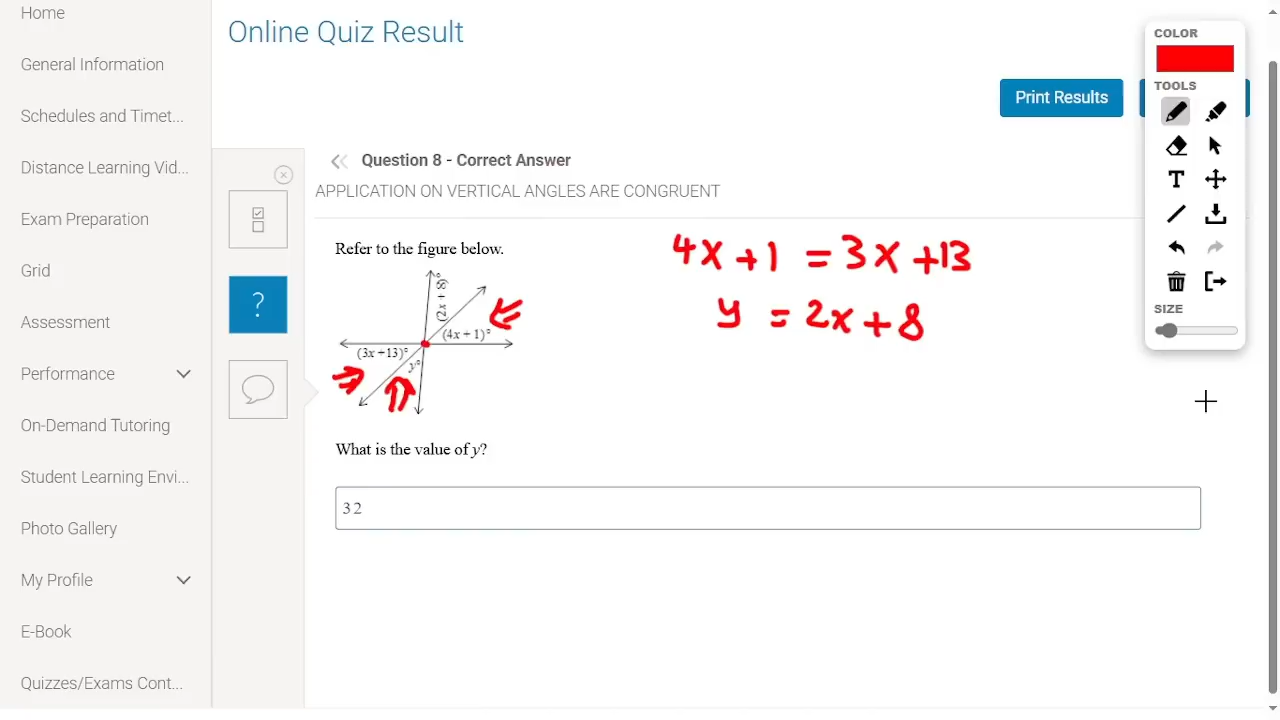 Home
General Information
Schedules and Timet...
Distance Learning Vid...
Exam Preparation
Grid
Assessment
Performance
On-Demand Tutoring
Student Learning Envi...
Photo Gallery
My Profile
E-Book
Quizzes/Exams Cont...
Online Quiz Result
Print Results
Question 8 - Correct Answer
APPLICATION ON VERTICAL ANGLES ARE CONGRUENT
?
Refer to the figure below.
(2x + 8)°
(4x + 1)°
(3x +13)°
y°
4x + 1 = 3x + 13
y = 2x + 8
What is the value of y?
32
COLOR
TOOLS
T
SIZE